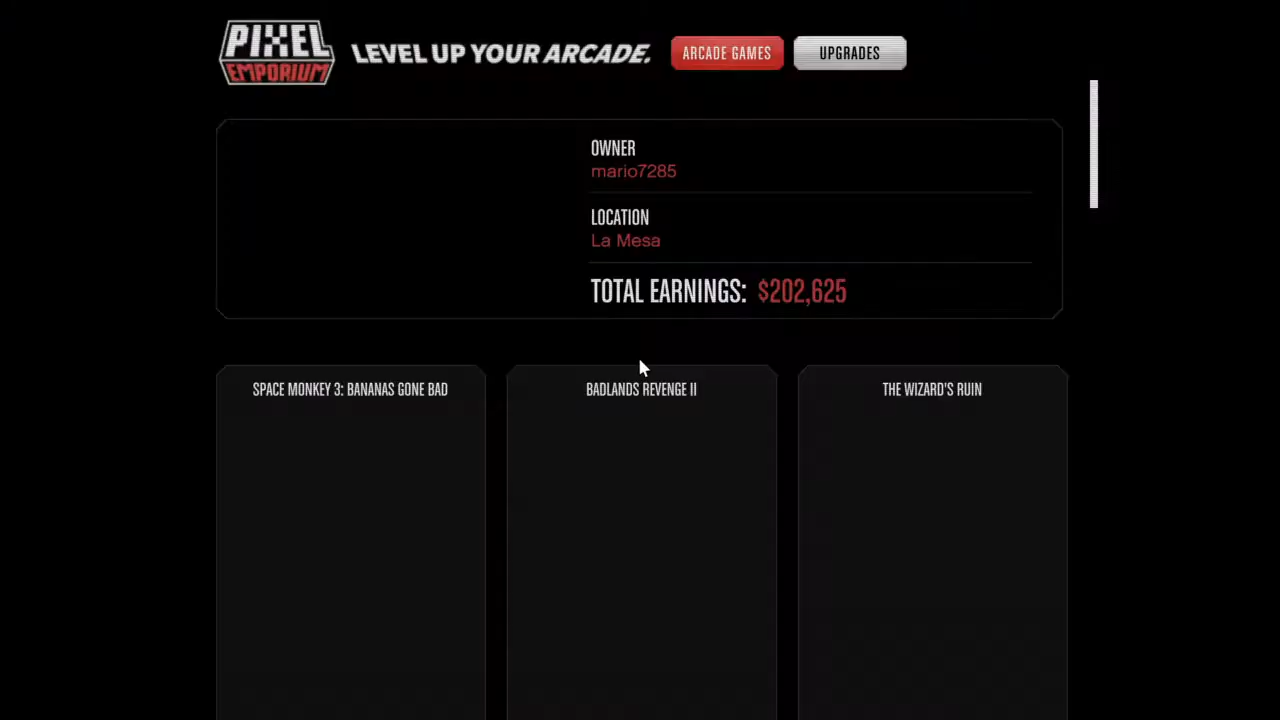 PIXEL
EMPORIUM
LEVEL UP YOUR ARCADE.
ARCADE GAMES
UPGRADES
OWNER
mario7285
LOCATION
La Mesa
TOTAL EARNINGS: $202,625
SPACE MONKEY 3: BANANAS GONE BAD
BADLANDS REVENGE II
THE WIZARD'S RUIN